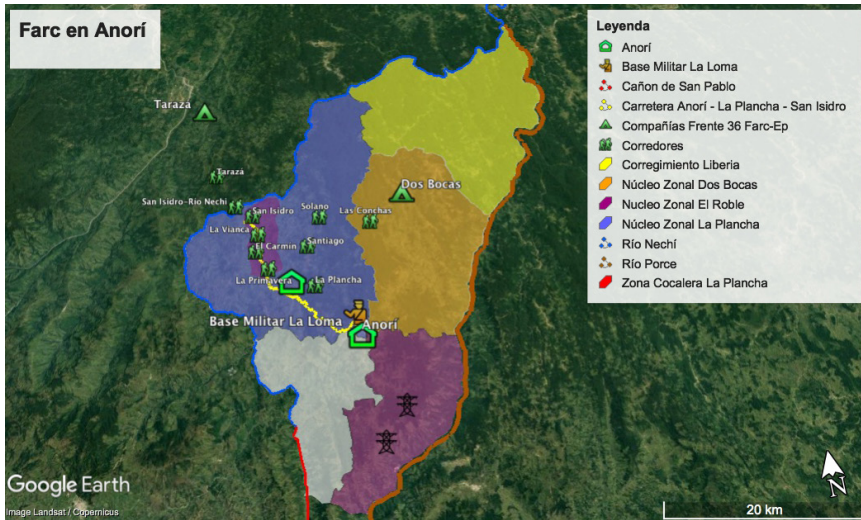 Farc en Anorí
Leyenda
Anorí
Base Militar La Loma
Cañon de San Pablo
Carretera Anorí - La Plancha - San Isidro
Compañías Frente 36 Farc-Ep
Corredores
Corregimiento Liberia
Núcleo Zonal Dos Bocas
Nucleo Zonal El Roble
Núcleo Zonal La Plancha
Río Nechí
Río Porce
Zona Cocalera La Plancha
Taraza
Taraza
Dos Bocas
San Isidro-Rio Nechi
San Isidro
Solano
Las Conchas
La Vianca
El Carmin
Santiago
La Primavera
La Plancha
Base Militar La Loma
Anorí
Google Earth
Image Landsat / Copernicus
N
20 km